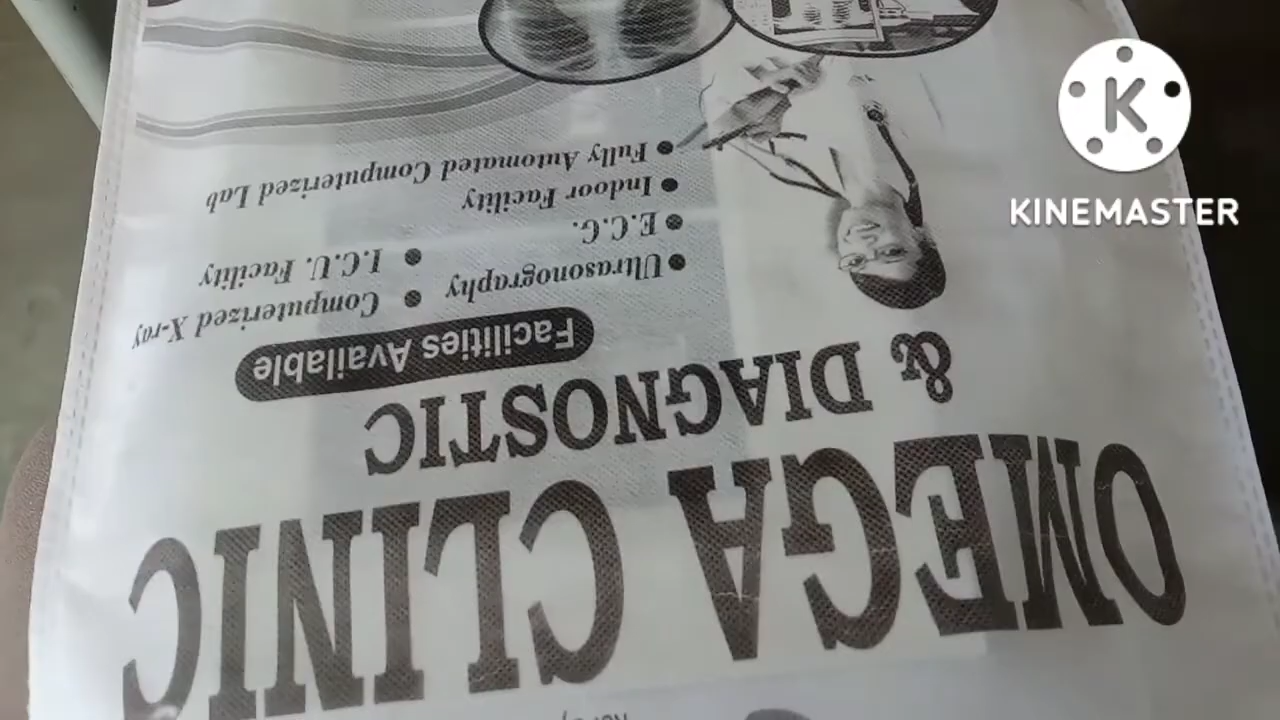 OMEGA CLINIC
& DIAGNOSTIC
Facilities Available
• Ultrasonography • Computerized X-ray
• E.C.G. • I.C.U. Facility
• Indoor Facility
• Fully Automated Computerized Lab
K
KINEMASTER